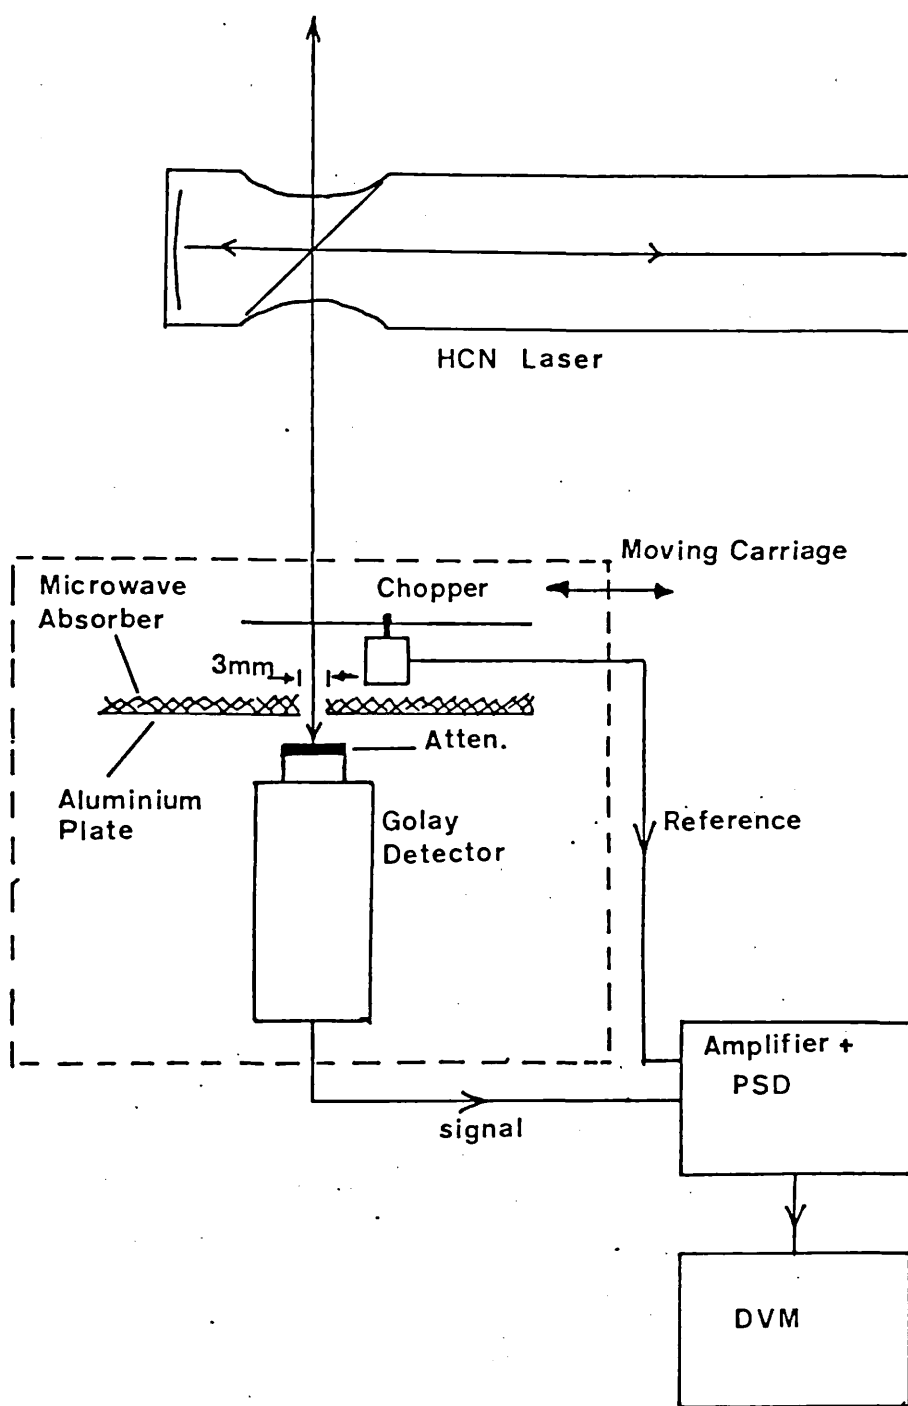 HCN Laser
Moving Carriage
Microwave
Absorber
Chopper
3mm
Atten.
Aluminium
Plate
Golay
Detector
Reference
Amplifier +
PSD
signal
DVM